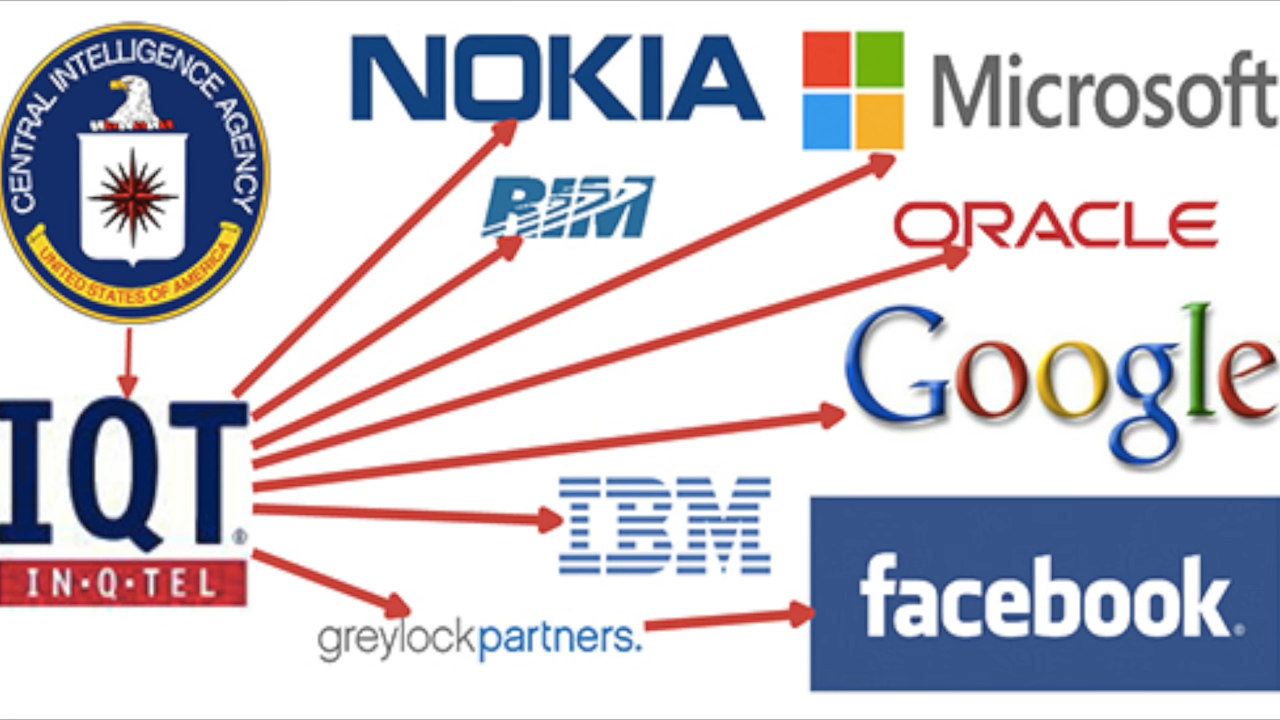 CENTRAL INTELLIGENCE AGENCY
UNITED STATES OF AMERICA
NOKIA
Microsoft
RIM
ORACLE
Google
IQT®
IN·Q·TEL
IBM
facebook®
greylockpartners.